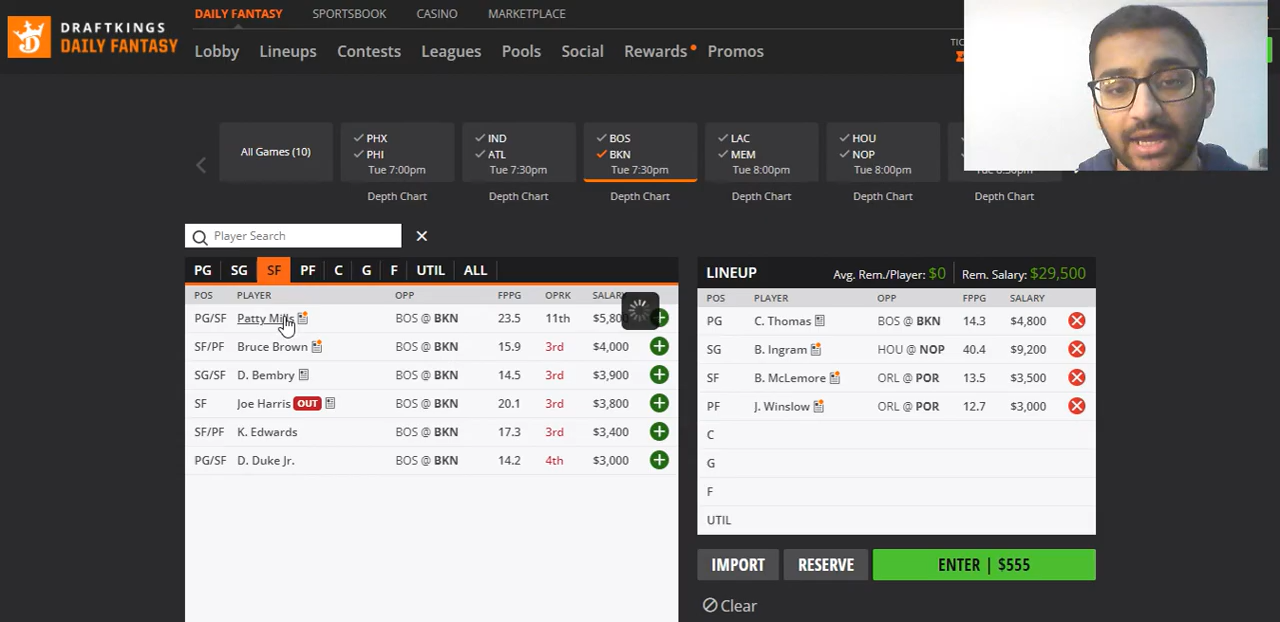 DAILY FANTASY SPORTSBOOK CASINO MARKETPLACE
DRAFTKINGS
DAILY FANTASY
Lobby Lineups Contests Leagues Pools Social Rewards Promos
All Games (10)
PHX
PHI
Tue 7:00pm
Depth Chart
IND
ATL
Tue 7:30pm
Depth Chart
BOS
BKN
Tue 7:30pm
Depth Chart
LAC
MEM
Tue 8:00pm
Depth Chart
HOU
NOP
Tue 8:00pm
Depth Chart
Depth Chart
Player Search
PG SG SF PF C G F UTIL ALL
POS PLAYER OPP FPPG OPRK SALARY
PG/SF Patty Mills BOS @ BKN 23.5 11th $5,800
SF/PF Bruce Brown BOS @ BKN 15.9 3rd $4,000
SG/SF D. Bembry BOS @ BKN 14.5 3rd $3,900
SF Joe Harris OUT BOS @ BKN 20.1 3rd $3,800
SF/PF K. Edwards BOS @ BKN 17.3 3rd $3,400
PG/SF D. Duke Jr. BOS @ BKN 14.2 4th $3,000
LINEUP Avg. Rem./Player: $0 Rem. Salary: $29,500
POS PLAYER OPP FPPG SALARY
PG C. Thomas BOS @ BKN 14.3 $4,800
SG B. Ingram HOU @ NOP 40.4 $9,200
SF B. McLemore ORL @ POR 13.5 $3,500
PF J. Winslow ORL @ POR 12.7 $3,000
C
G
F
UTIL
IMPORT RESERVE ENTER | $555
Clear